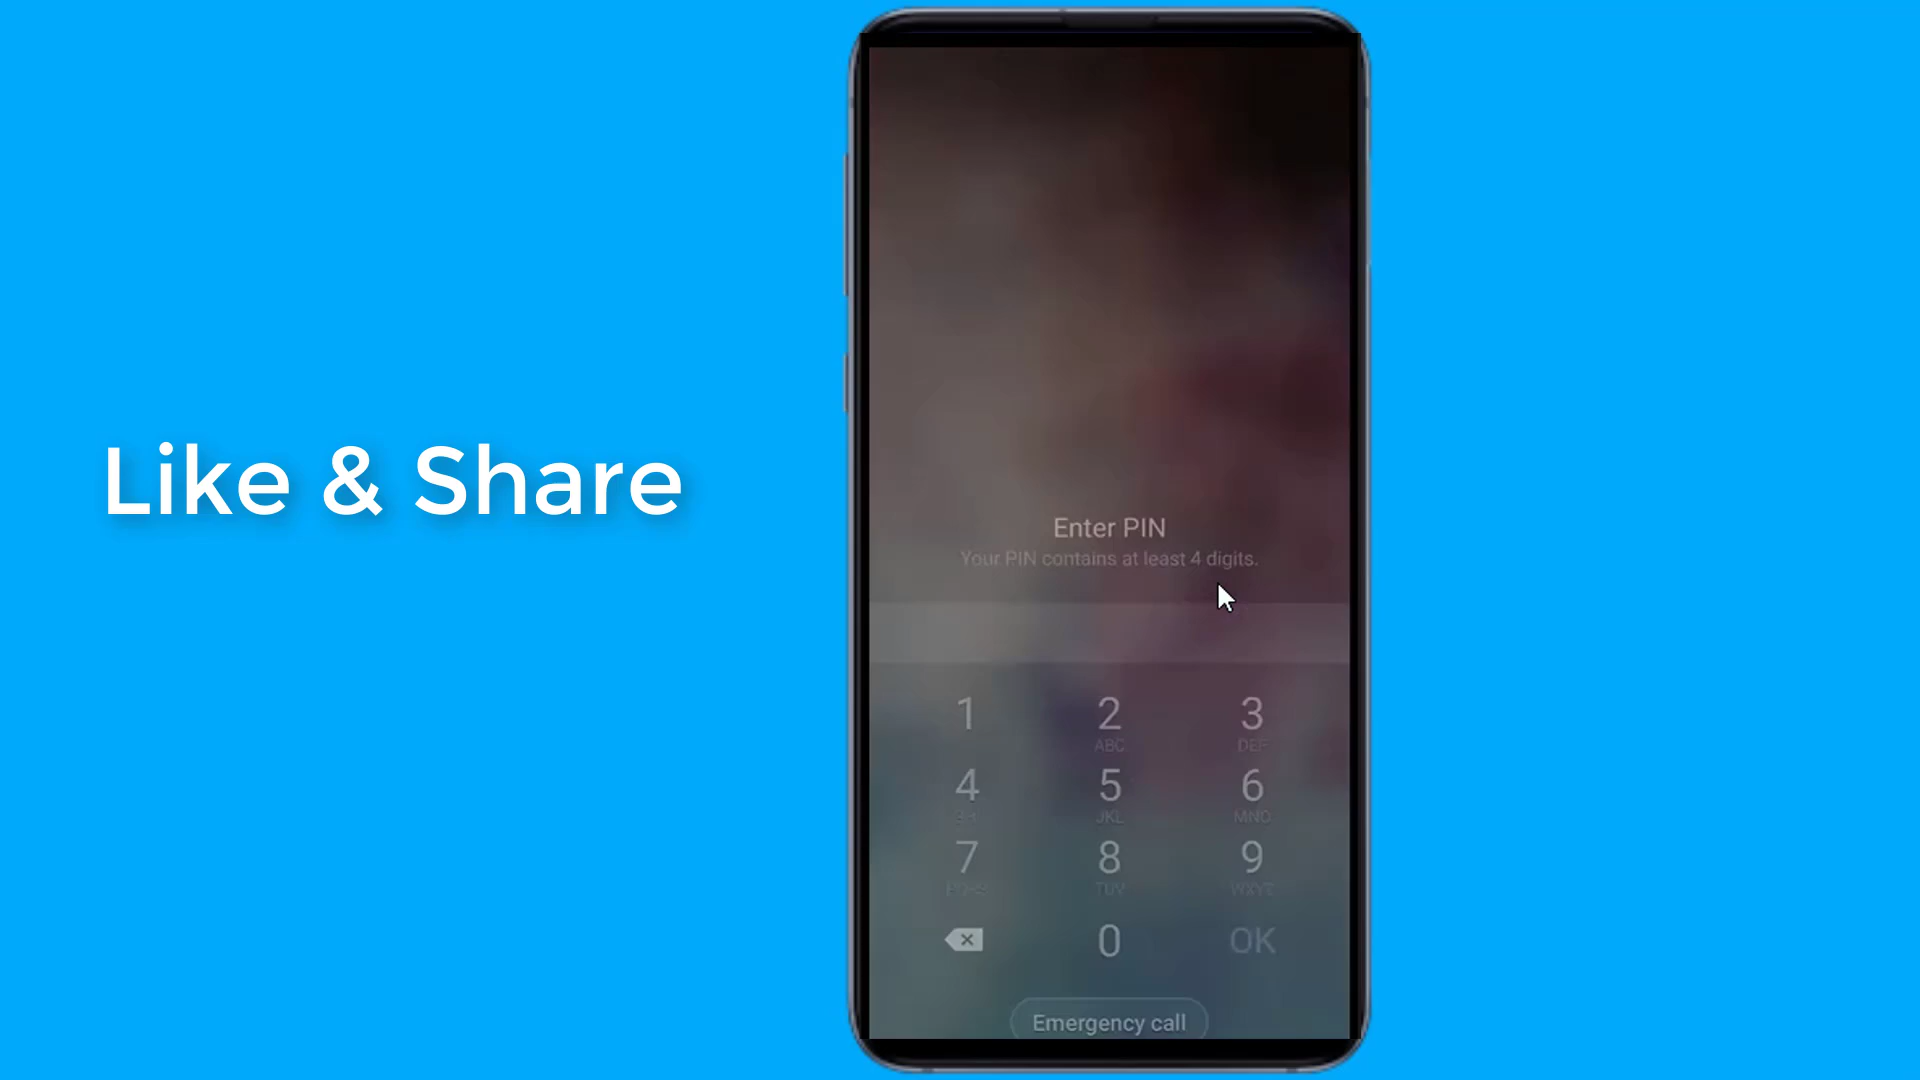 Like & Share
Enter PIN
Your PIN contains at least 4 digits.
1 2 3
ABC DEF
4 5 6
JKL MNO
7 8 9
TUV
0 OK
Emergency call